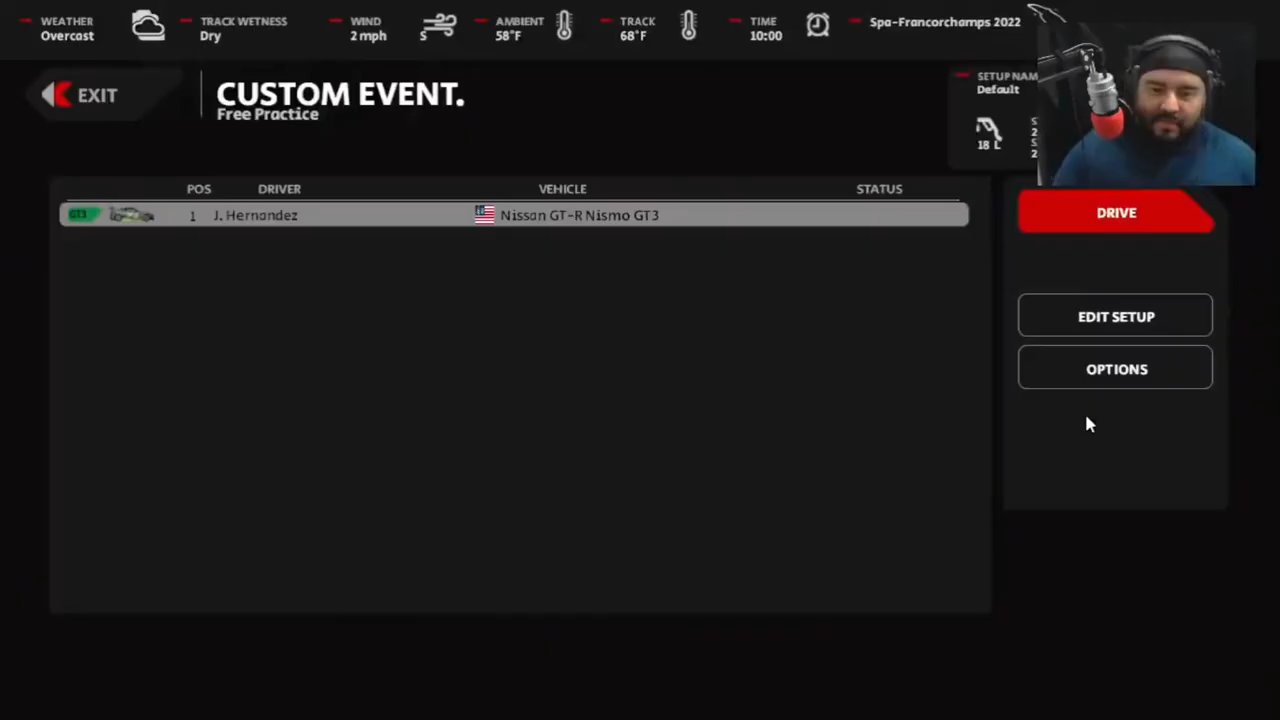 WEATHER
Overcast
TRACK WETNESS
Dry
WIND
2 mph
S
AMBIENT
58°F
TRACK
68°F
TIME
10:00
Spa-Francorchamps 2022
EXIT
CUSTOM EVENT.
Free Practice
SETUP NAM
Default
18 L
POS DRIVER VEHICLE STATUS
GT3 1 J. Hernandez Nissan GT-R Nismo GT3
DRIVE
EDIT SETUP
OPTIONS